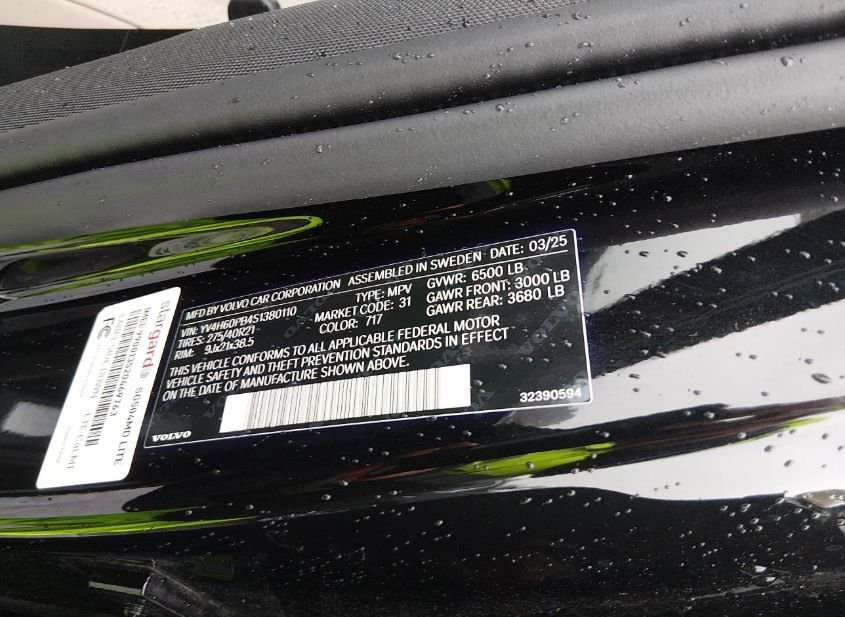 MFD BY VOLVO CAR CORPORATION ASSEMBLED IN SWEDEN DATE: 03/25
VIN: YV4H60PB4S1380110 TYPE: MPV GVWR: 6500 LB
TIRES: 275/40R21 MARKET CODE: 31 GAWR FRONT: 3000 LB
RIM: 9Jx21x38.5 COLOR: 717 GAWR REAR: 3680 LB
THIS VEHICLE CONFORMS TO ALL APPLICABLE FEDERAL MOTOR
VEHICLE SAFETY AND THEFT PREVENTION STANDARDS IN EFFECT
ON THE DATE OF MANUFACTURE SHOWN ABOVE.
VOLVO
32390594
Stargard
S0580AMD LITE
FC